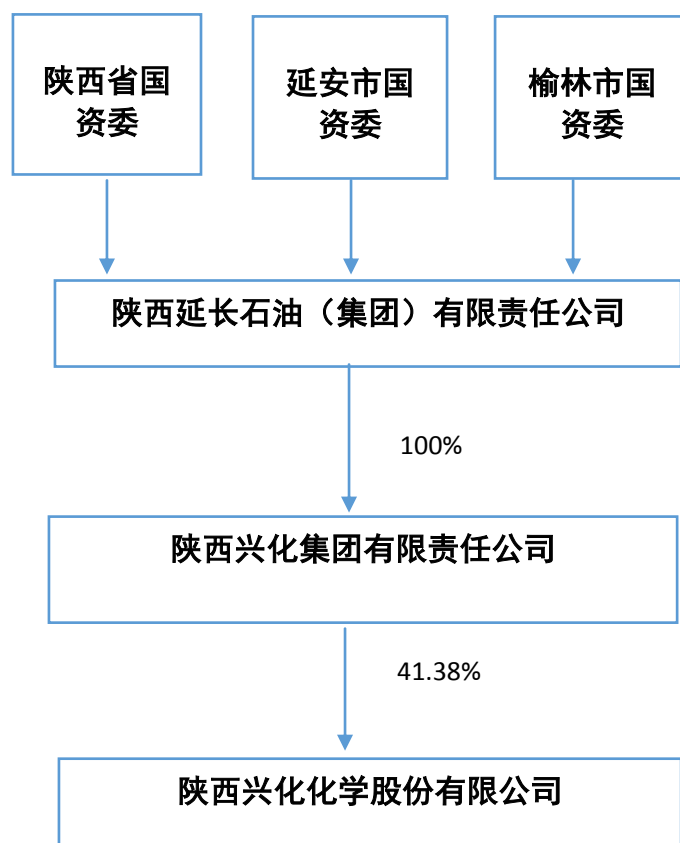 陕西省国
资委
延安市国
资委
榆林市国
资委
陕西延长石油（集团）有限责任公司
100%
陕西兴化集团有限责任公司
41.38%
陕西兴化化学股份有限公司